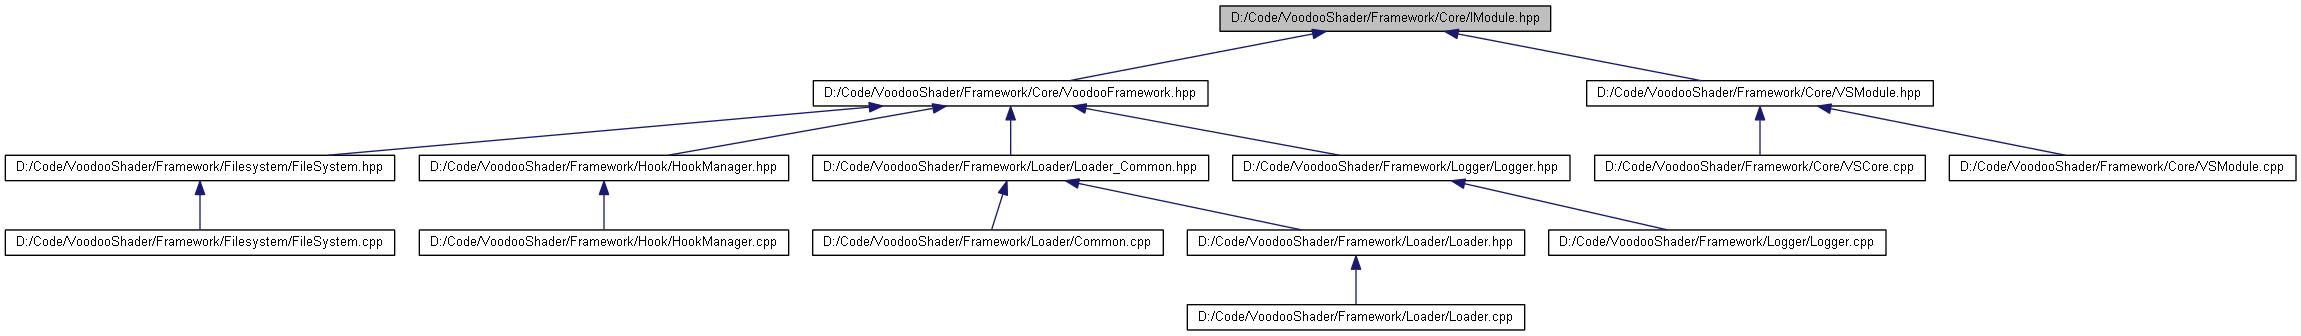 D:/Code/VoodooShader/Framework/Core/IModule.hpp
D:/Code/VoodooShader/Framework/Core/VoodooFramework.hpp
D:/Code/VoodooShader/Framework/Core/VSModule.hpp
D:/Code/VoodooShader/Framework/Filesystem/FileSystem.hpp
D:/Code/VoodooShader/Framework/Hook/HookManager.hpp
D:/Code/VoodooShader/Framework/Loader/Loader_Common.hpp
D:/Code/VoodooShader/Framework/Logger/Logger.hpp
D:/Code/VoodooShader/Framework/Core/VSCore.cpp
D:/Code/VoodooShader/Framework/Core/VSModule.cpp
D:/Code/VoodooShader/Framework/Filesystem/FileSystem.cpp
D:/Code/VoodooShader/Framework/Hook/HookManager.cpp
D:/Code/VoodooShader/Framework/Loader/Common.cpp
D:/Code/VoodooShader/Framework/Loader/Loader.hpp
D:/Code/VoodooShader/Framework/Logger/Logger.cpp
D:/Code/VoodooShader/Framework/Loader/Loader.cpp